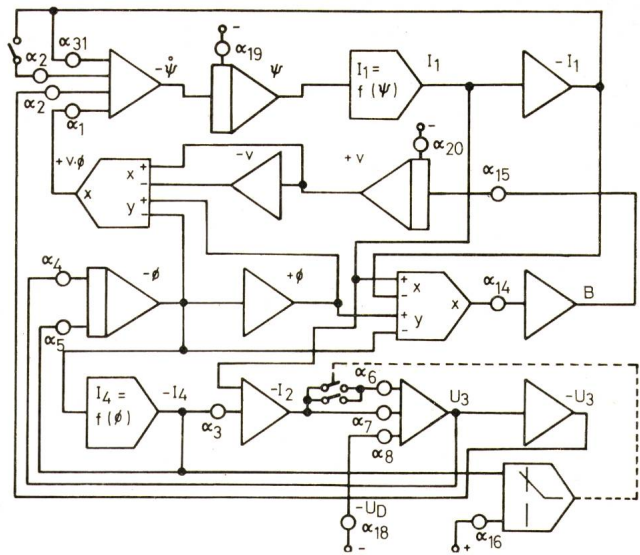 α31
α2
α2
α1
-ψ̇
-
α19
ψ
I1 =
f (ψ)
I1
-I1
+v·ϕ
x
x +
-
y +
-
-v
+v
-
α20
α15
α4
α5
-ϕ
+ϕ
+ x
-
+ y
-
x
α14
B
I4 =
f(ϕ)
-I4
α3
-I2
α6
α7
α8
U3
-U3
-UD
α18
-
α16
+